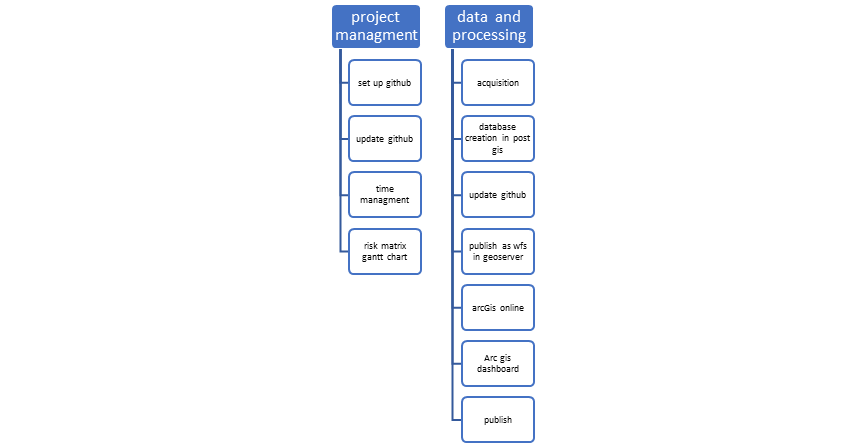 project
managment
set up github
update github
time
managment
risk matrix
gantt chart
data and
processing
acquisition
database
creation in post
gis
update github
publish as wfs
in geoserver
arcGis online
Arc gis
dashboard
publish